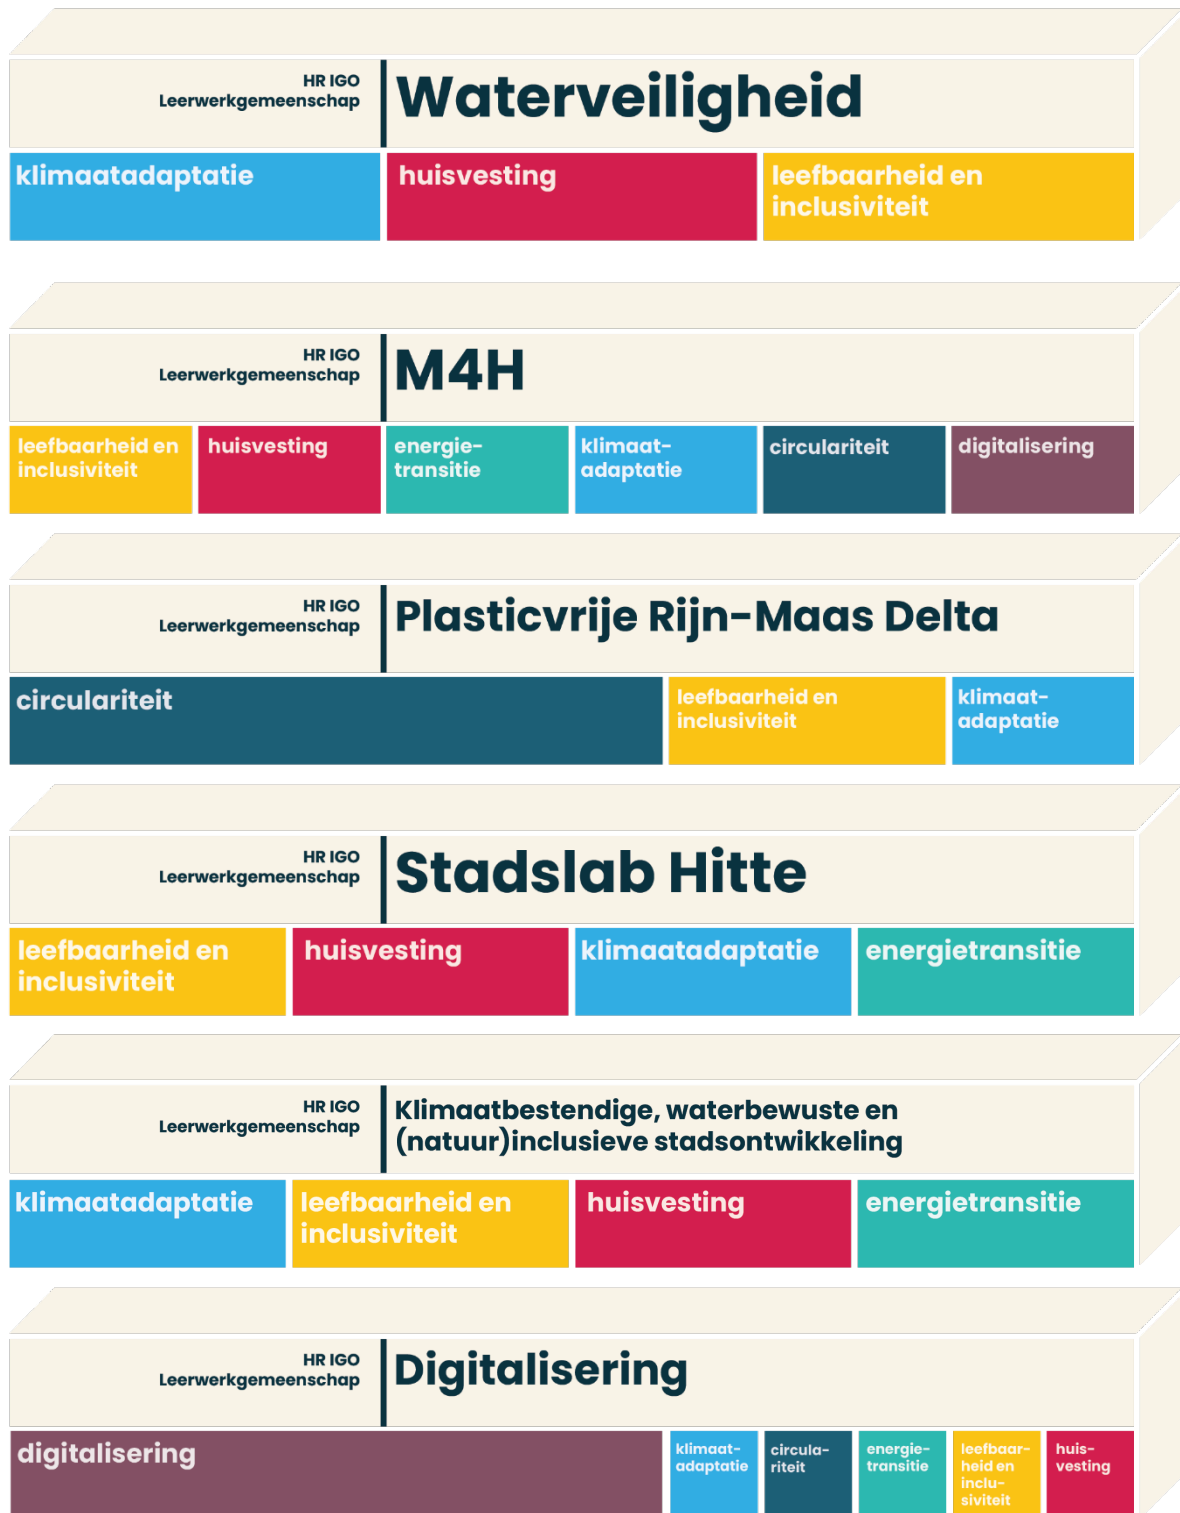 HR IGO
Leerwerkgemeenschap
Waterveiligheid
klimaatadaptatie
huisvesting
leefbaarheid en
inclusiviteit
HR IGO
Leerwerkgemeenschap
M4H
leefbaarheid en
inclusiviteit
huisvesting
energie-
transitie
klimaat-
adaptatie
circulariteit
digitalisering
HR IGO
Leerwerkgemeenschap
Plasticvrije Rijn-Maas Delta
circulariteit
leefbaarheid en
inclusiviteit
klimaat-
adaptatie
HR IGO
Leerwerkgemeenschap
Stadslab Hitte
leefbaarheid en
inclusiviteit
huisvesting
klimaatadaptatie
energietransitie
HR IGO
Leerwerkgemeenschap
Klimaatbestendige, waterbewuste en
(natuur)inclusieve stadsontwikkeling
klimaatadaptatie
leefbaarheid en
inclusiviteit
huisvesting
energietransitie
HR IGO
Leerwerkgemeenschap
Digitalisering
digitalisering
klimaat-
adaptatie
circula-
riteit
energie-
transitie
leefbaar-
heid en
inclu-
siviteit
huis-
vesting